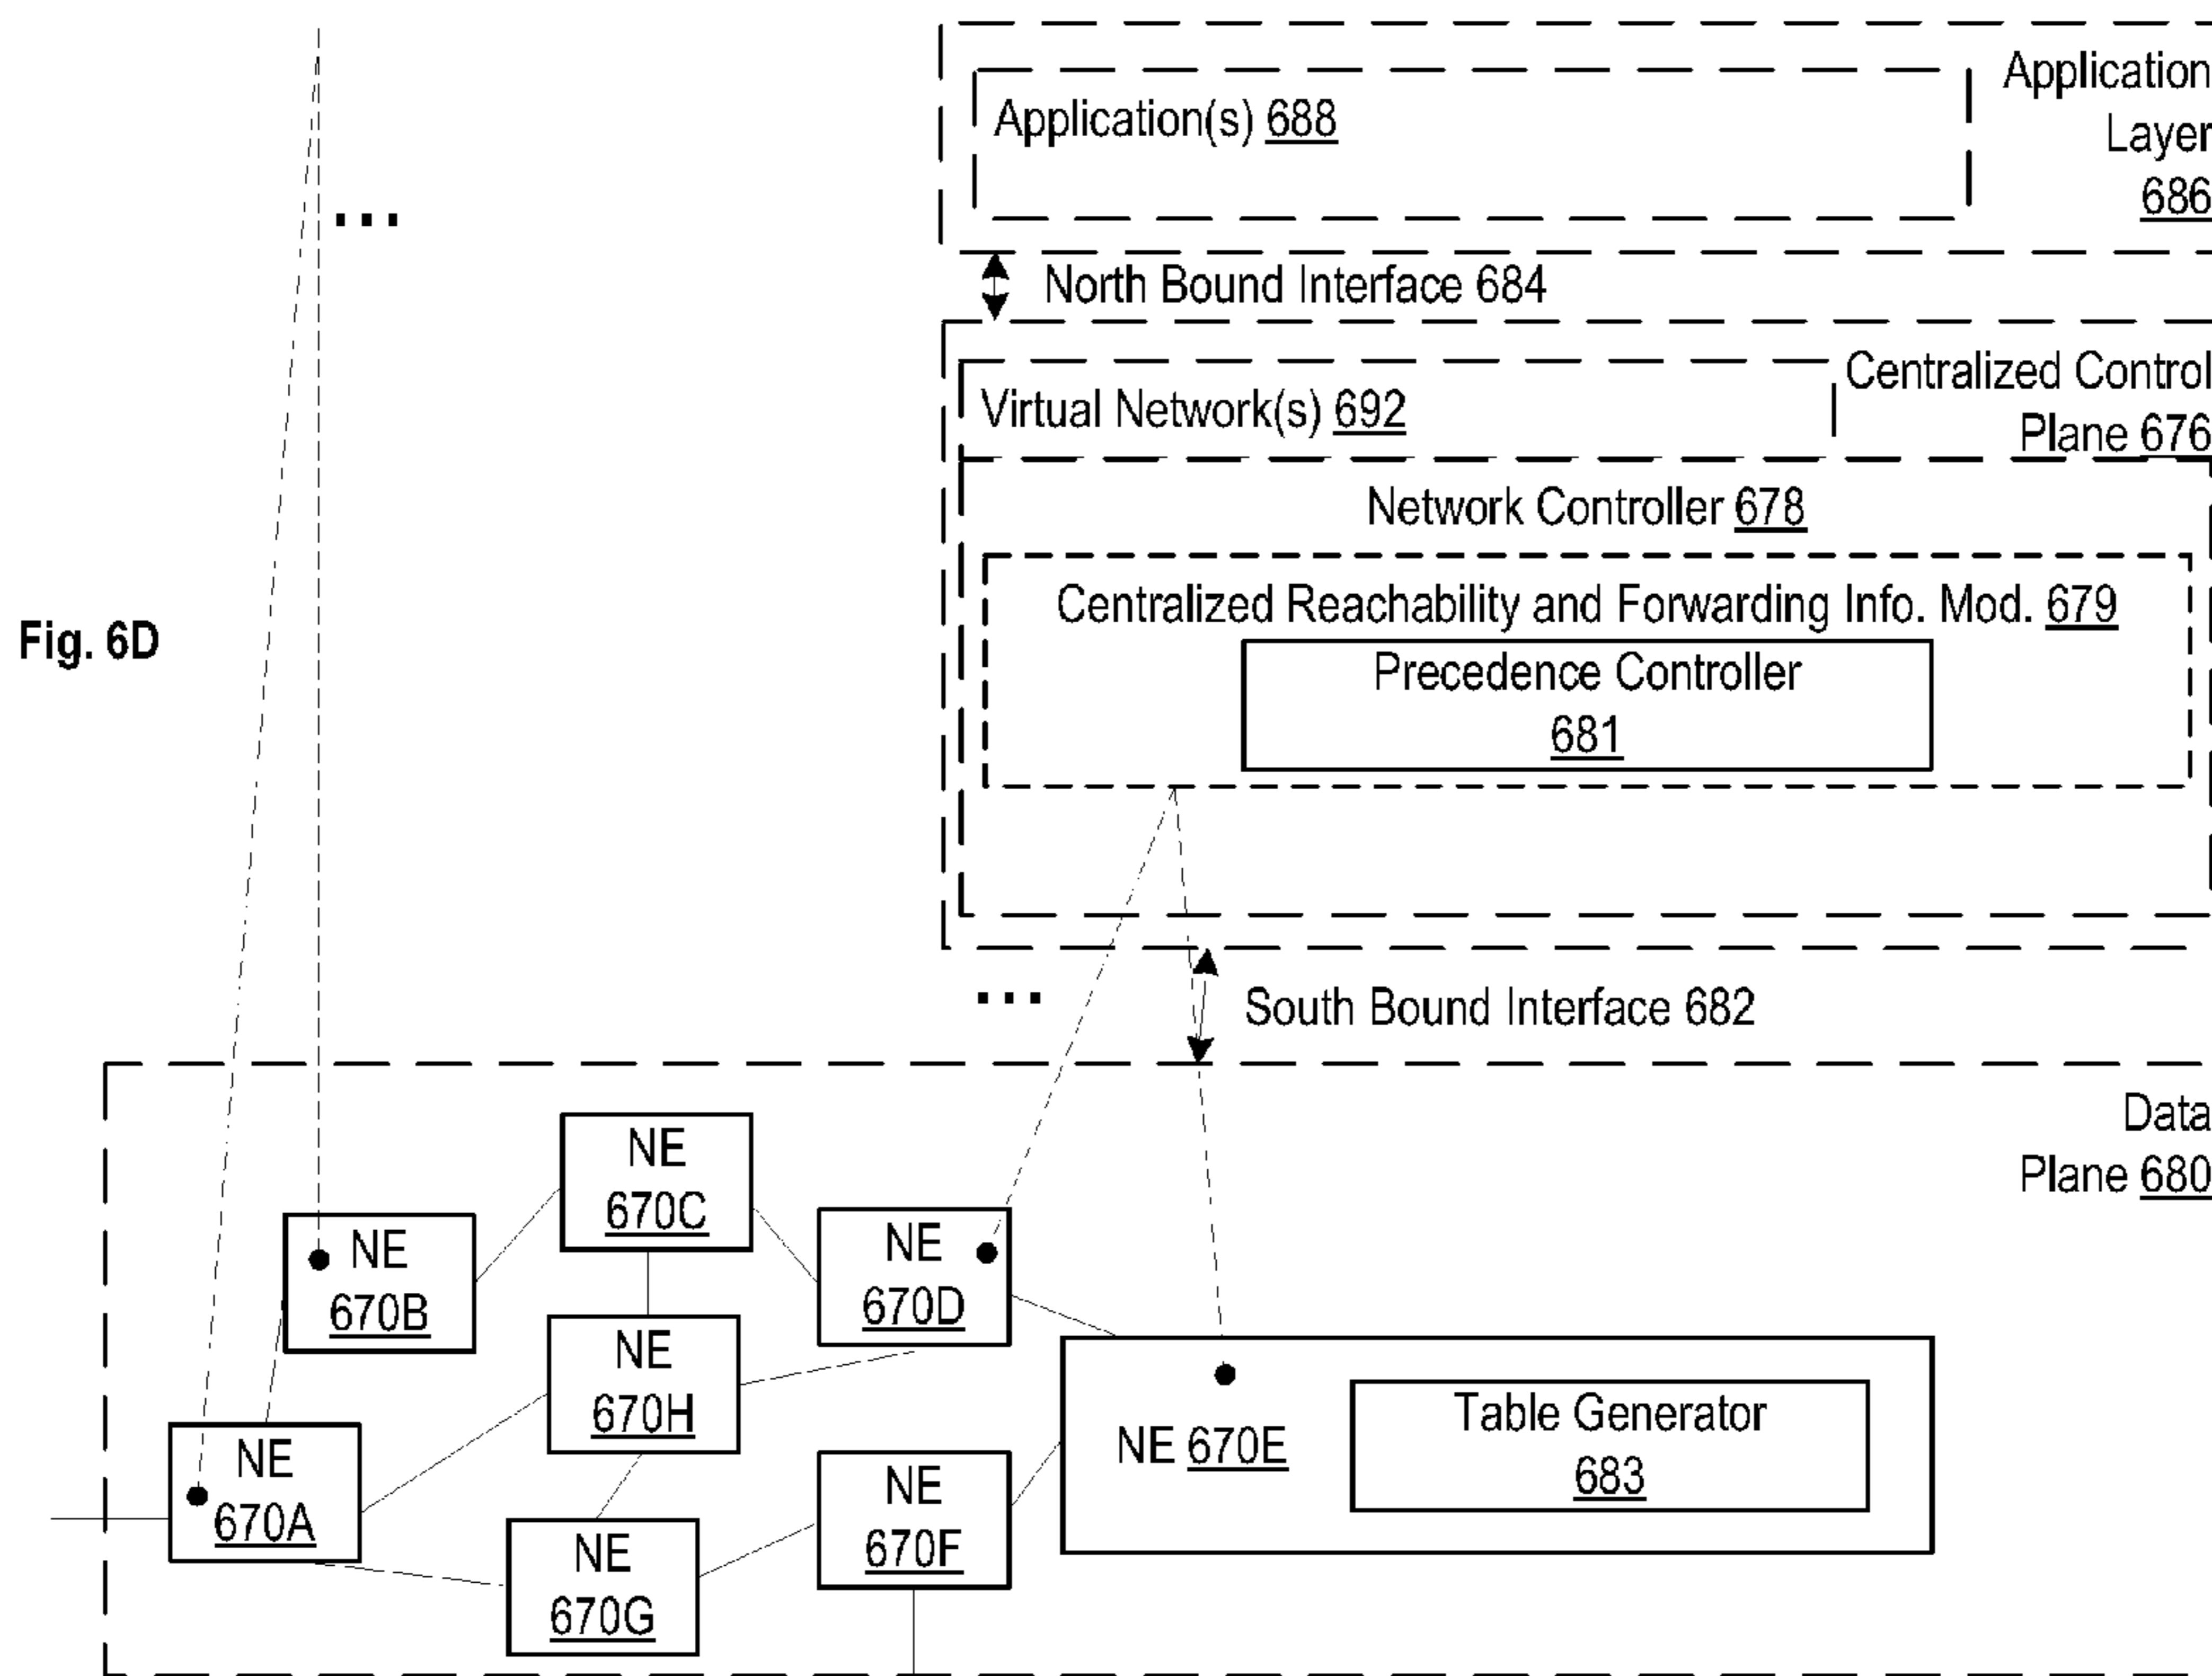 Application
Layer
686
Application(s) 688
...
North Bound Interface 684
Centralized Control
Plane 676
Virtual Network(s) 692
Network Controller 678
Centralized Reachability and Forwarding Info. Mod. 679
Fig. 6D
Precedence Controller
681
...
South Bound Interface 682
Data
Plane 680
NE
670C
NE
670B
NE
670D
NE
670H
NE 670E
Table Generator
683
NE
670A
NE
670F
NE
670G